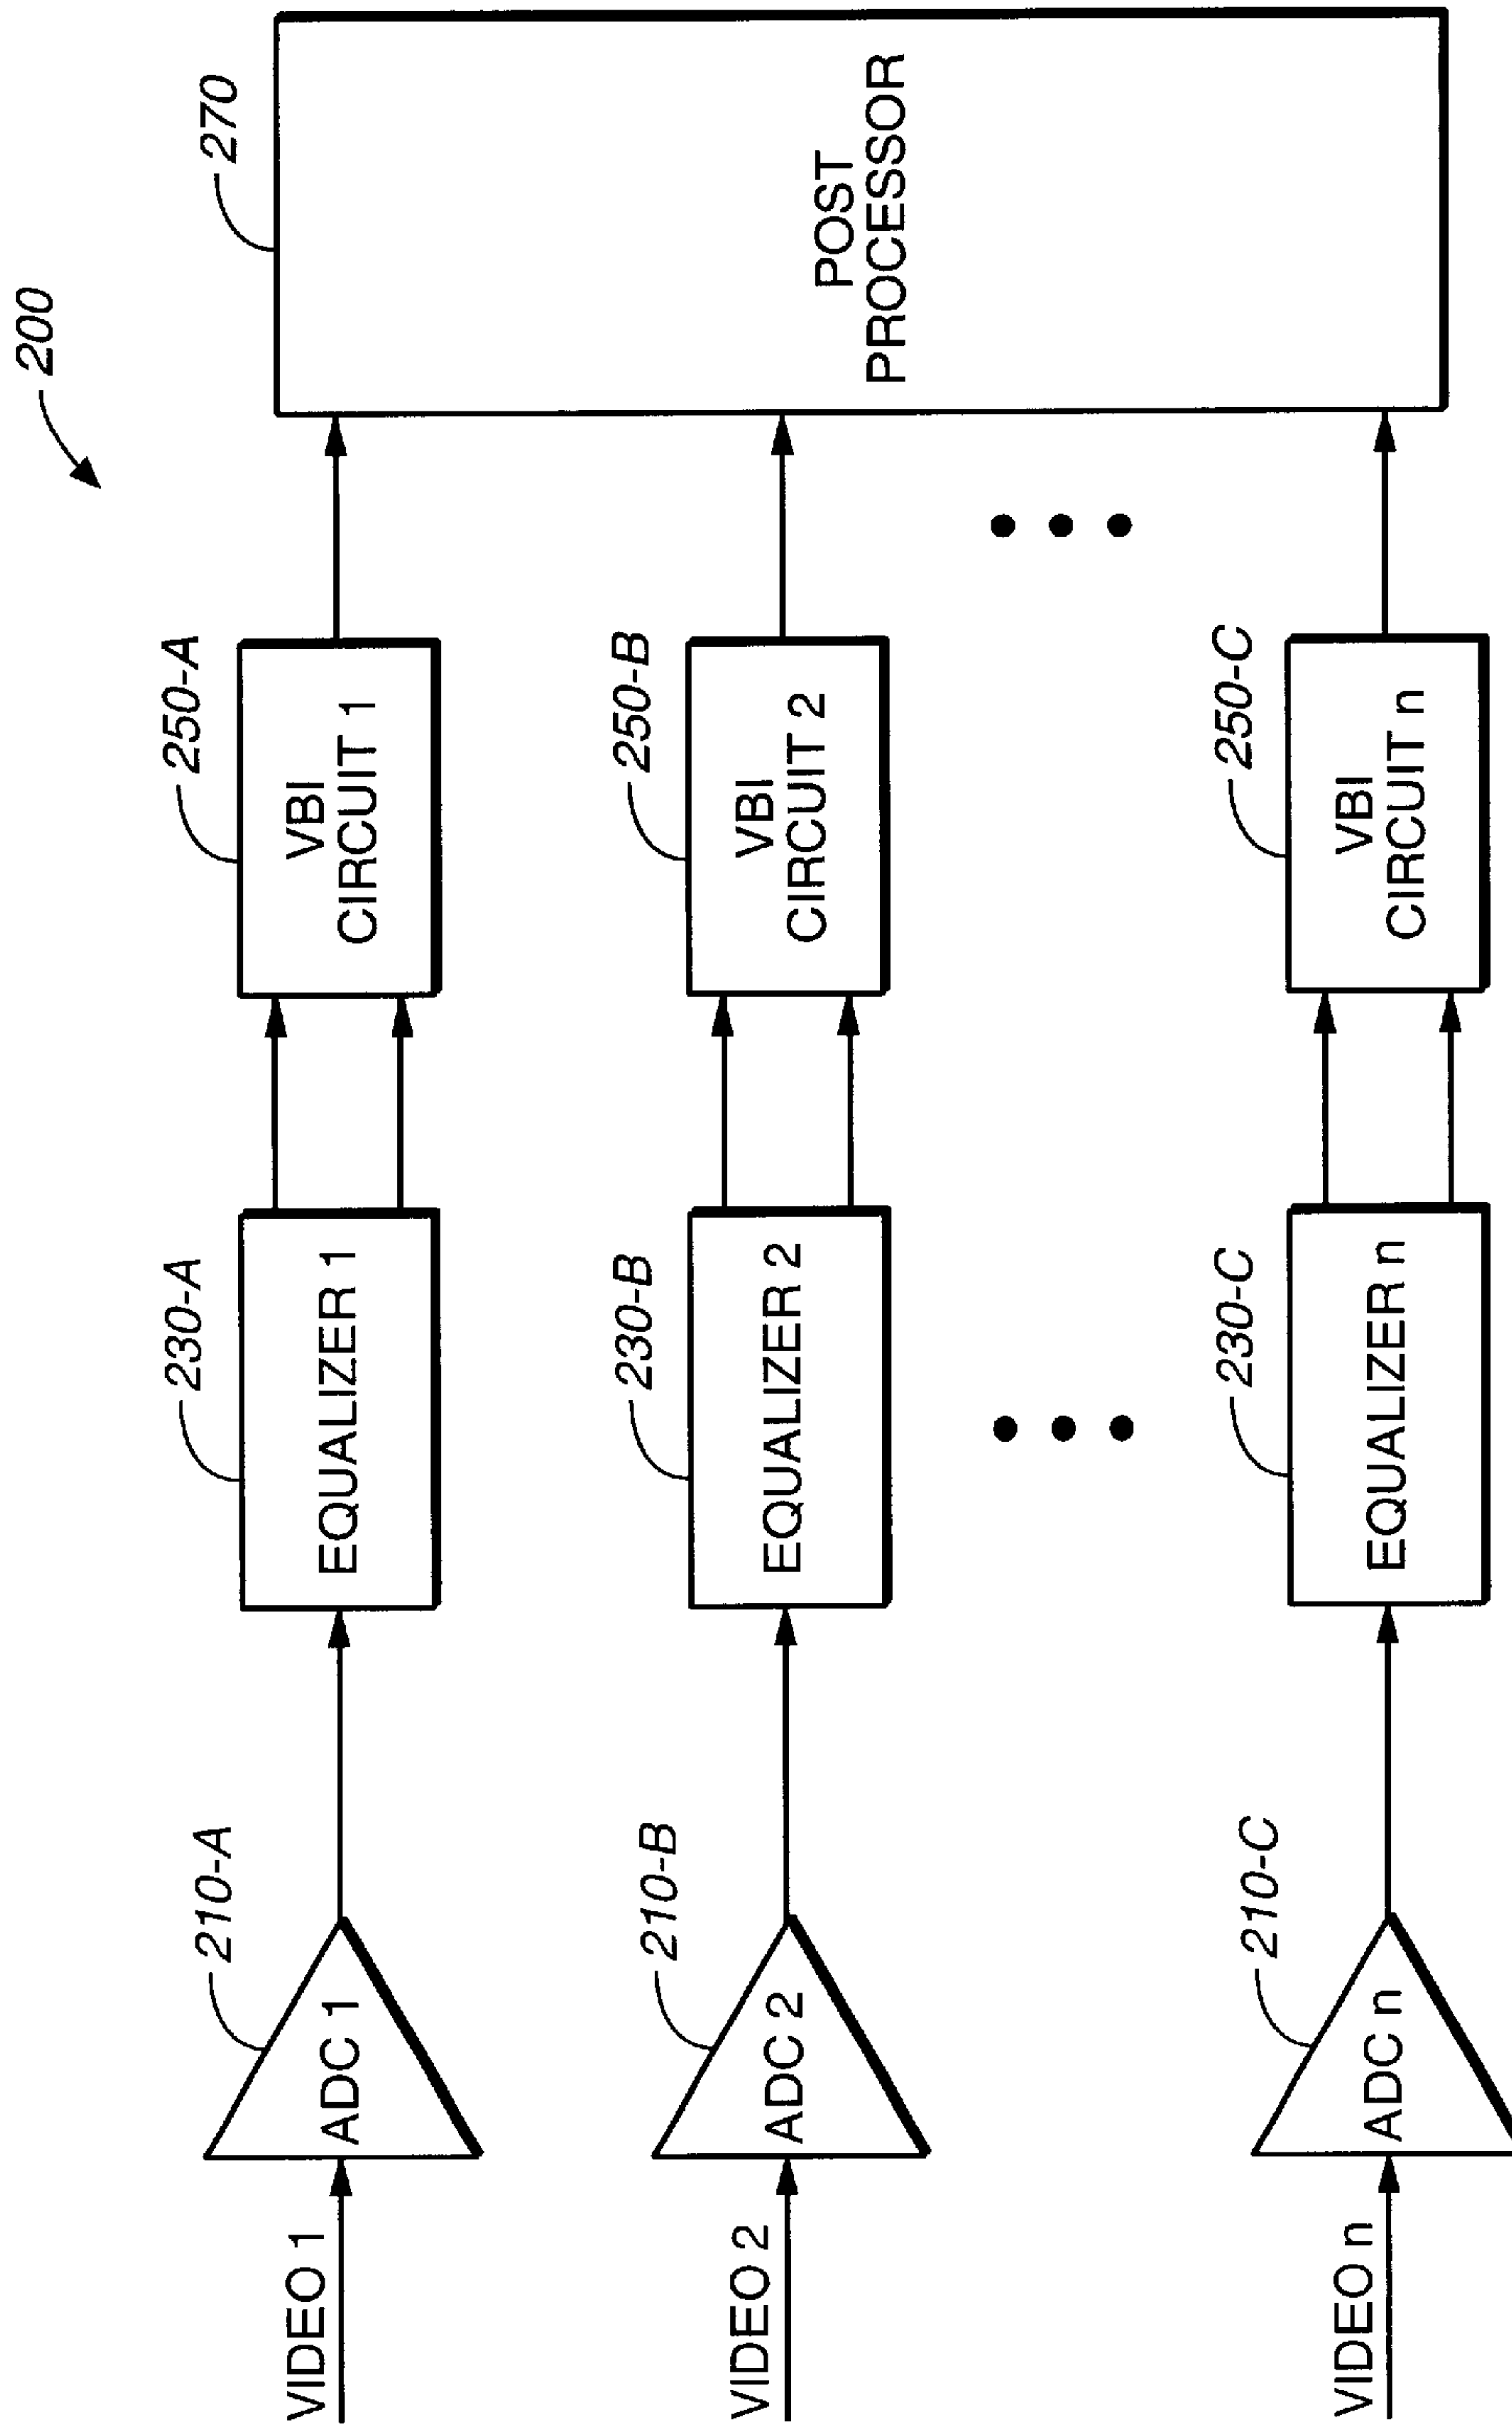 200
VIDEO 1
210-A
ADC 1
230-A
EQUALIZER 1
250-A
VBI
CIRCUIT 1
270
POST
PROCESSOR
VIDEO 2
210-B
ADC 2
230-B
EQUALIZER 2
250-B
VBI
CIRCUIT 2
VIDEO n
210-C
ADC n
230-C
EQUALIZER n
250-C
VBI
CIRCUIT n